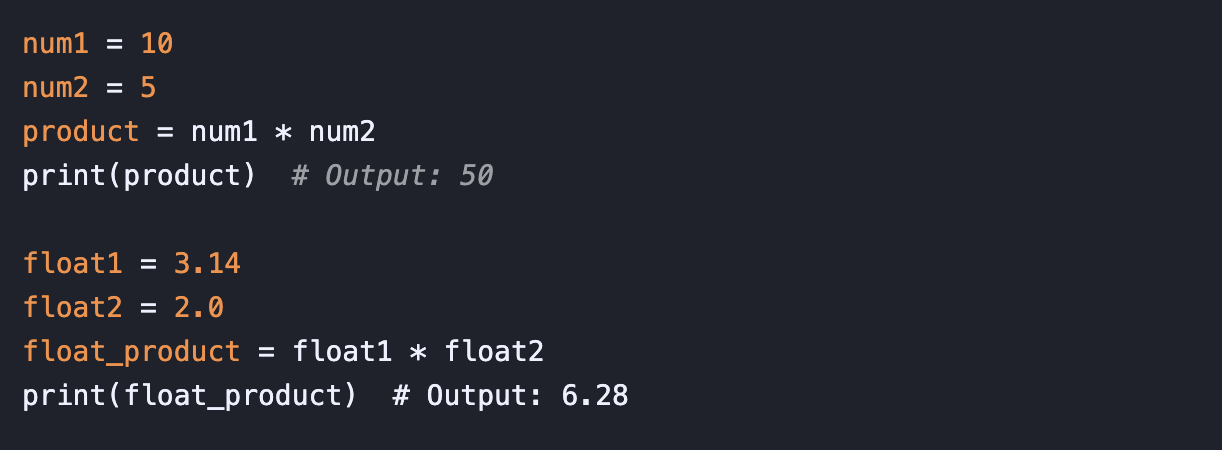 num1 = 10
num2 = 5
product = num1 * num2
print(product)  # Output: 50

float1 = 3.14
float2 = 2.0
float_product = float1 * float2
print(float_product)  # Output: 6.28